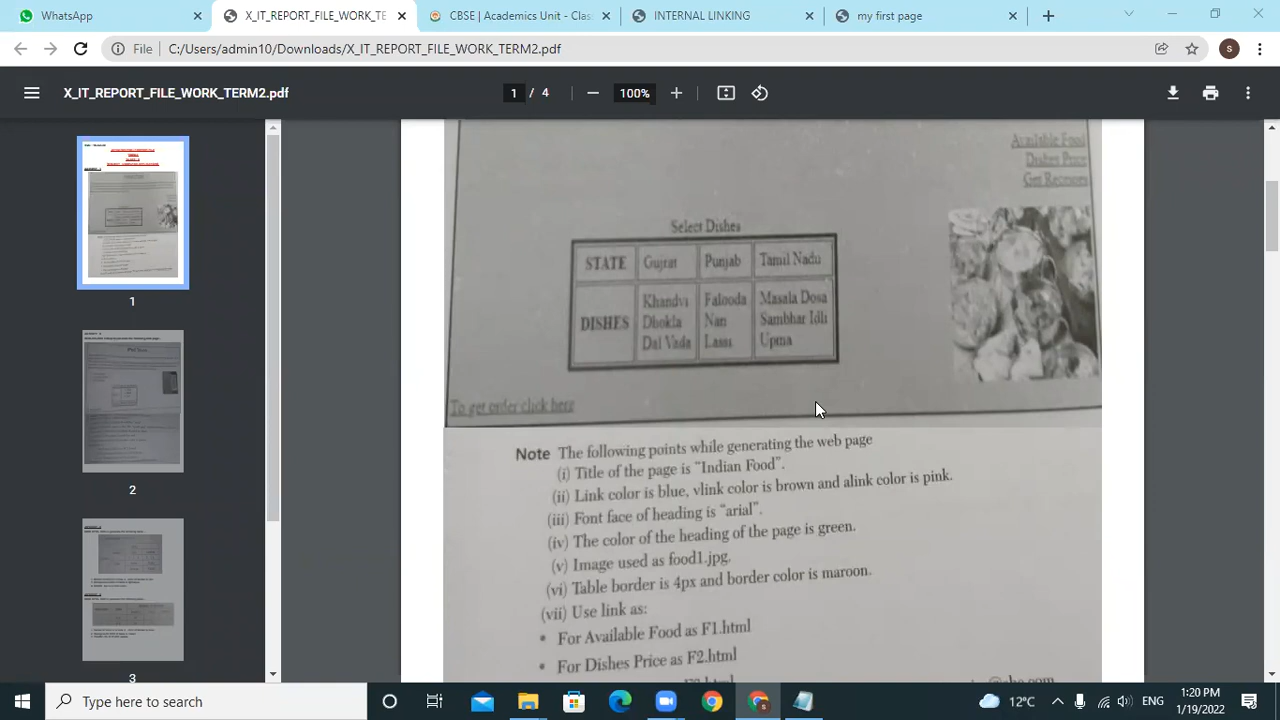 WhatsApp
X_IT_REPORT_FILE_WORK_TE
CBSE | Academics Unit - Clas
INTERNAL LINKING
my first page
File
C:/Users/admin10/Downloads/X_IT_REPORT_FILE_WORK_TERM2.pdf
S
X_IT_REPORT_FILE_WORK_TERM2.pdf
1 / 4
100%
1
2
3
Available Food
Dishes Price
Get Recipes
Select Dishes
STATE Gujrat Punjab Tamil Nadu
DISHES
Khandvi Falooda Masala Dosa
Dhokla Nan Sambhar Idli
Dal Vada Lassi Upma
To get order click here
Note The following points while generating the web page
(i) Title of the page is “Indian Food”.
(ii) Link color is blue, vlink color is brown and alink color is pink.
(iii) Font face of heading is “arial”.
(iv) The color of the heading of the page is green.
(v) Image used as food1.jpg.
(vi) Table border is 4px and border color is maroon.
(vii) Use link as:
• For Available Food as F1.html
• For Dishes Price as F2.html
Type here to search
12°C
ENG
1:20 PM
1/19/2022